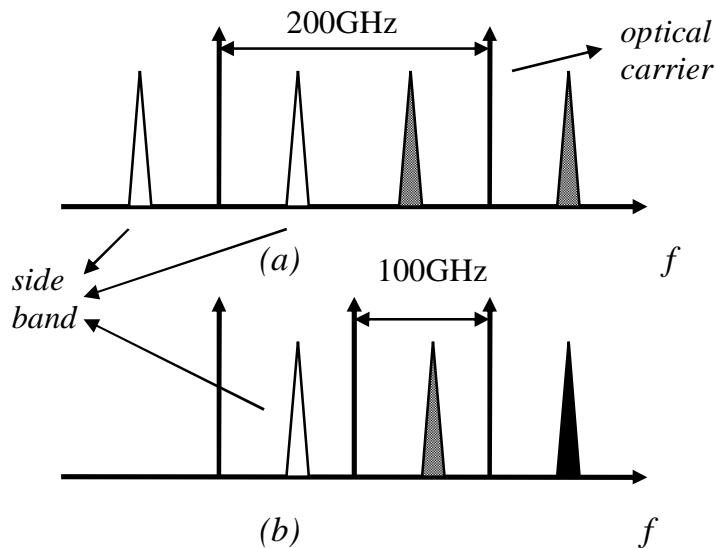 200GHz
optical
carrier
(a)
f
side
band
100GHz
(b)
f